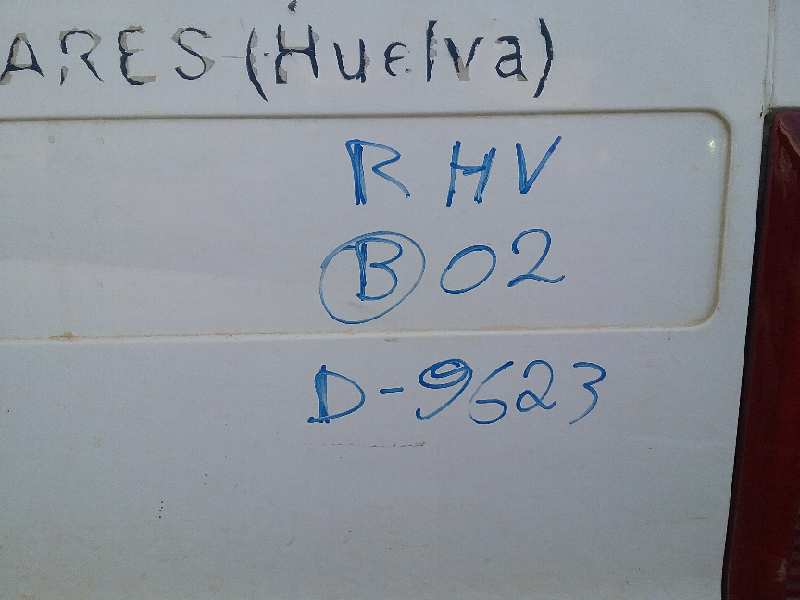 ARES (Huelva)
RHV
B 02
D-9623